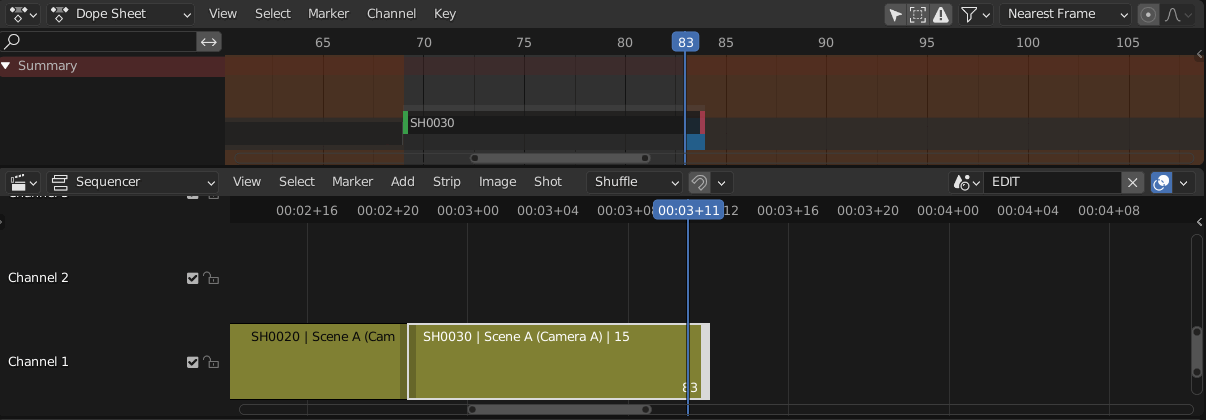 Dope Sheet View Select Marker Channel Key Nearest Frame
65 70 75 80 83 85 90 95 100 105
Summary
SH0030
Sequencer View Select Marker Add Strip Image Shot Shuffle EDIT
00:02+16 00:02+20 00:03+00 00:03+04 00:03+11 12 00:03+16 00:03+20 00:04+00 00:04+04 00:04+08
Channel 2
SH0020 | Scene A (Cam SH0030 | Scene A (Camera A) | 15
Channel 1
83